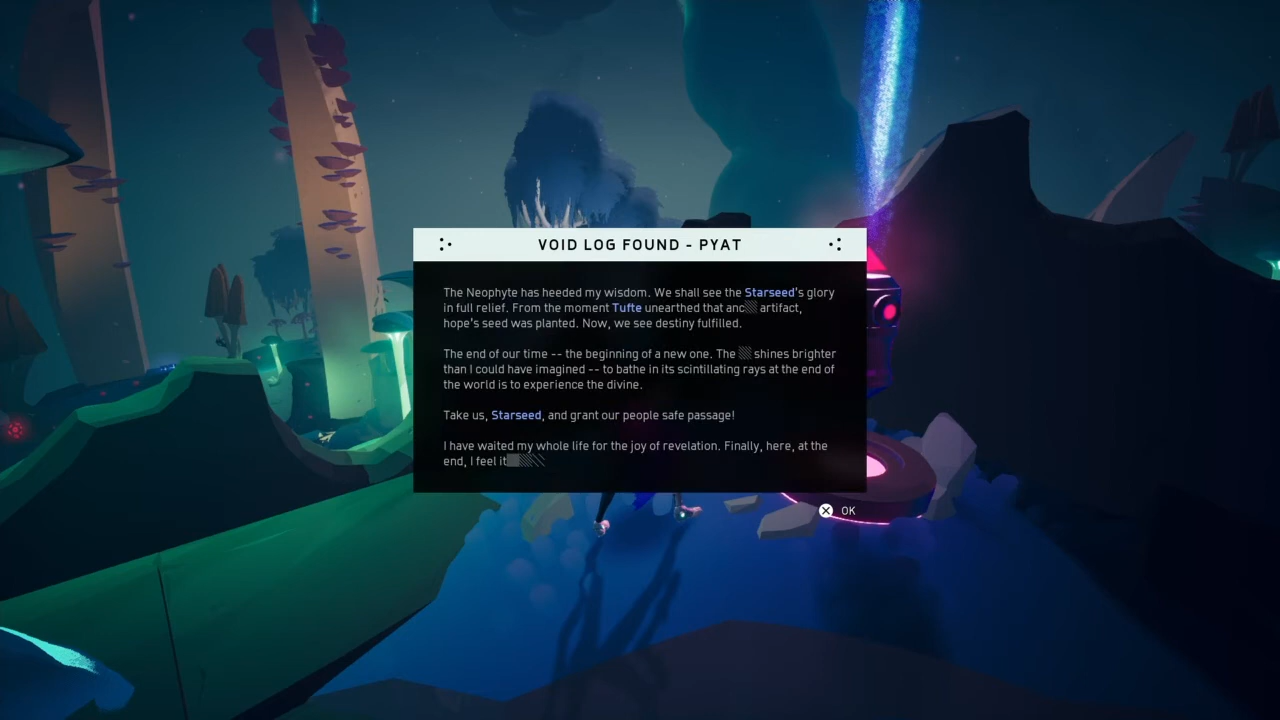 VOID LOG FOUND - PYAT
The Neophyte has heeded my wisdom. We shall see the Starseed's glory
in full relief. From the moment Tufte unearthed that anc artifact,
hope's seed was planted. Now, we see destiny fulfilled.
The end of our time -- the beginning of a new one. The shines brighter
than I could have imagined -- to bathe in its scintillating rays at the end of
the world is to experience the divine.
Take us, Starseed, and grant our people safe passage!
I have waited my whole life for the joy of revelation. Finally, here, at the
end, I feel it
OK